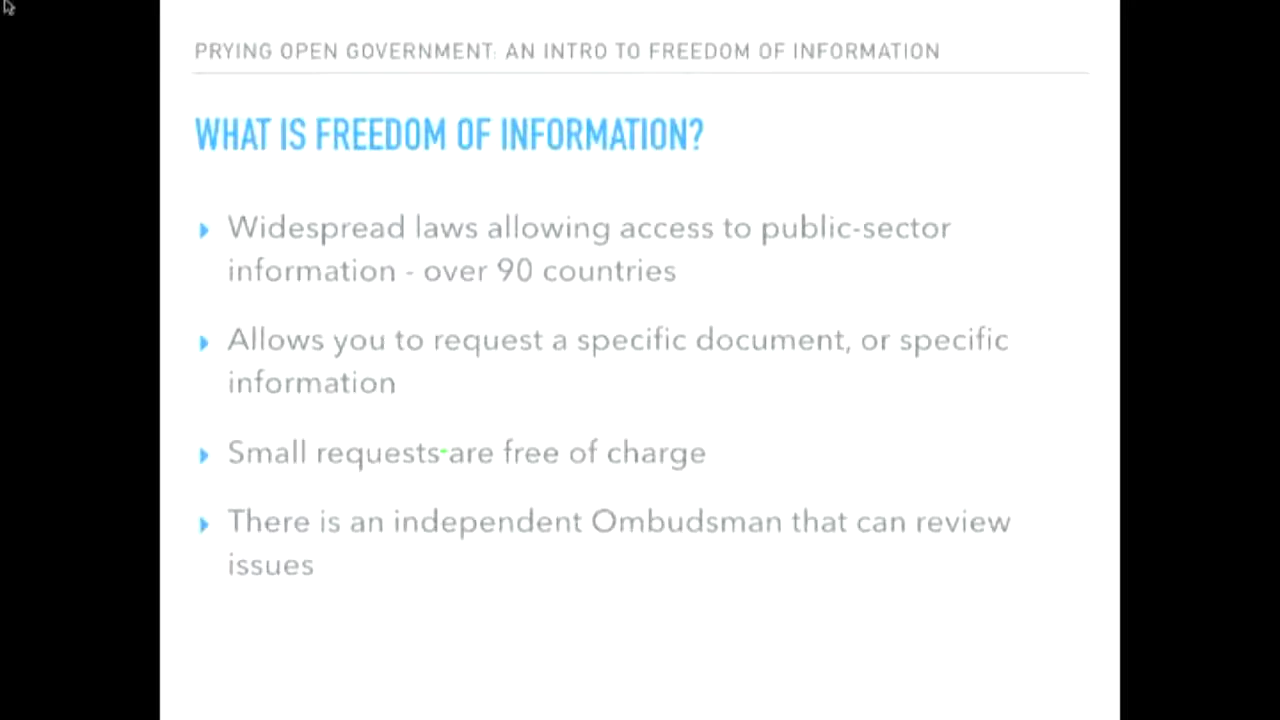 PRYING OPEN GOVERNMENT: AN INTRO TO FREEDOM OF INFORMATION
WHAT IS FREEDOM OF INFORMATION?
Widespread laws allowing access to public-sector
information - over 90 countries
Allows you to request a specific document, or specific
information
Small requests are free of charge
There is an independent Ombudsman that can review
issues